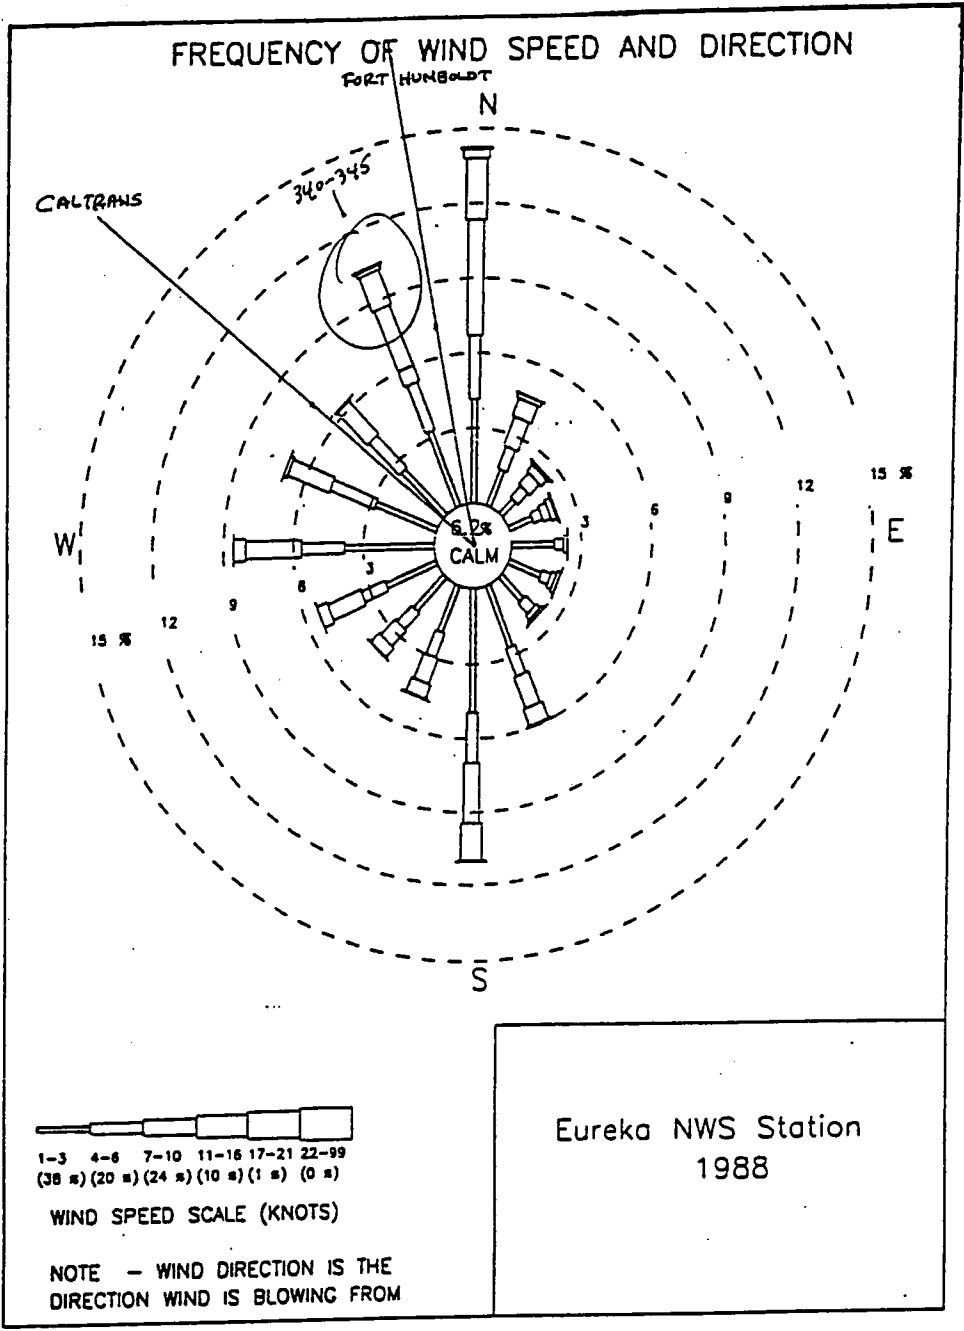 FREQUENCY OF WIND SPEED AND DIRECTION
FORT HUMBOLDT
N
340-345
CALTRANS
15 %
12
9
6
3
E
W
6.2%
CALM
3
6
9
12
15 %
S
1-3 4-6 7-10 11-16 17-21 22-99
(38 %) (20 %) (24 %) (10 %) (1 %) (0 %)
WIND SPEED SCALE (KNOTS)
NOTE - WIND DIRECTION IS THE
DIRECTION WIND IS BLOWING FROM
Eureka NWS Station
1988